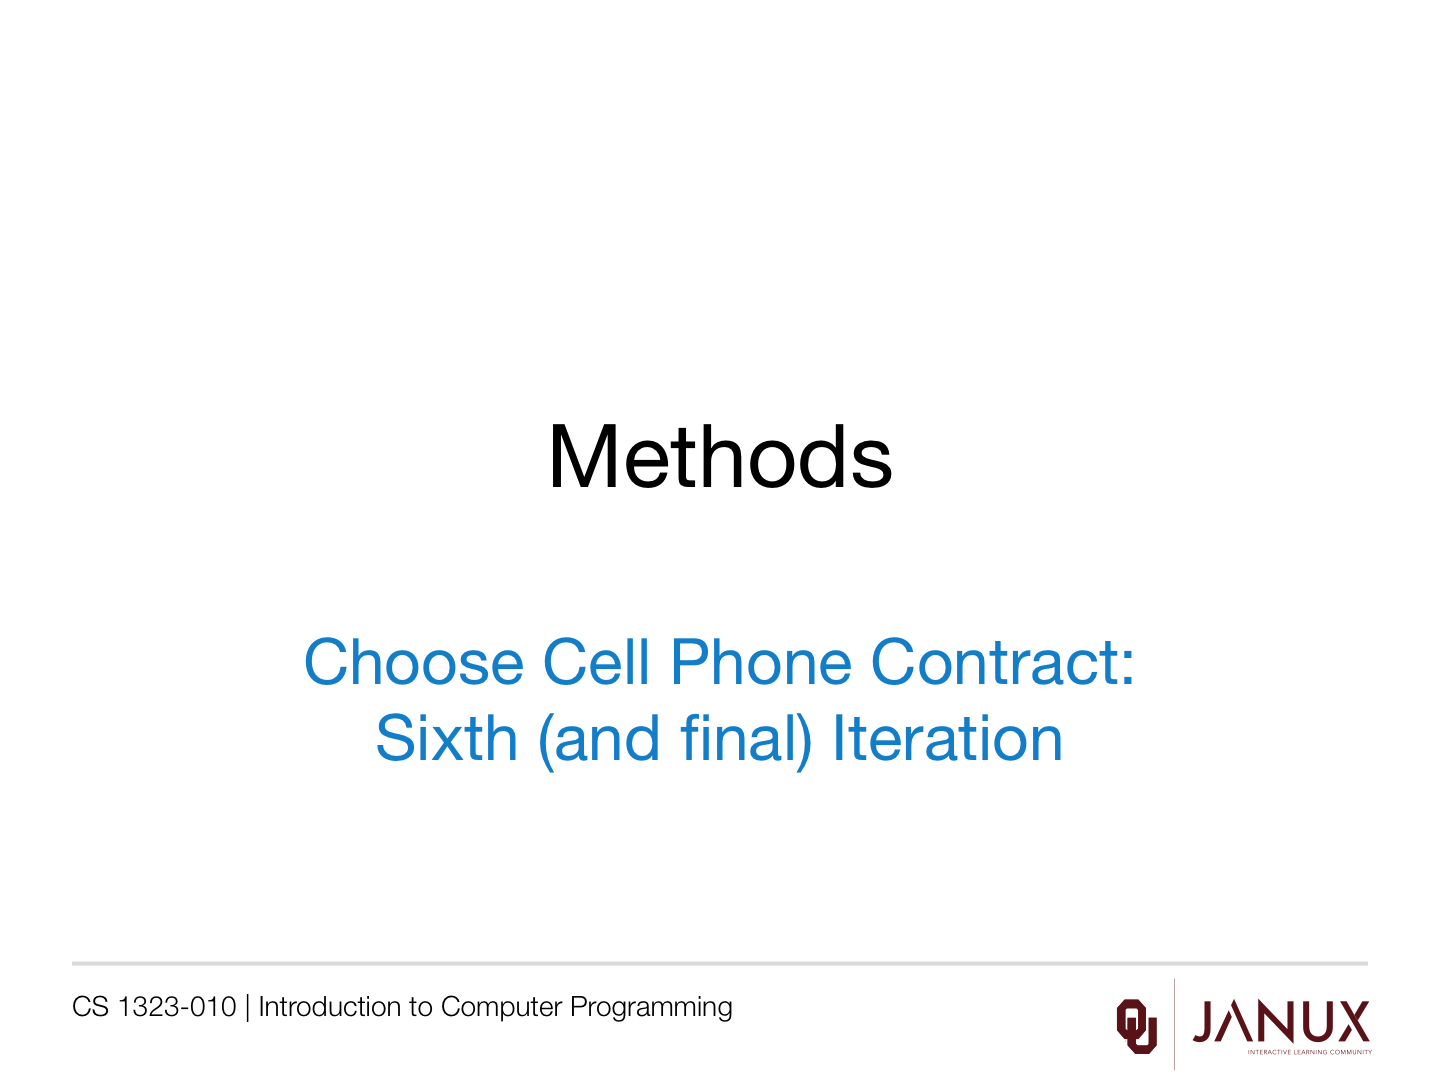 Methods
Choose Cell Phone Contract:
Sixth (and final) Iteration
CS 1323-010 | Introduction to Computer Programming
OU
JANUX
INTERACTIVE LEARNING COMMUNITY